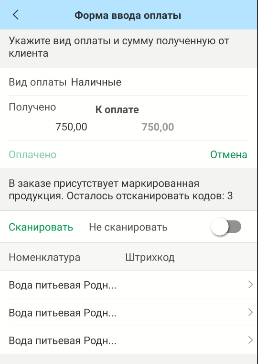 Форма ввода оплаты
Укажите вид оплаты и сумму полученную от
клиента
Вид оплаты Наличные
Получено К оплате
750,00 750,00
Оплачено Отмена
В заказе присутствует маркированная
продукция. Осталось отсканировать кодов: 3
Сканировать Не сканировать
Номенклатура Штрихкод
Вода питьевая Родн...
Вода питьевая Родн...
Вода питьевая Родн...